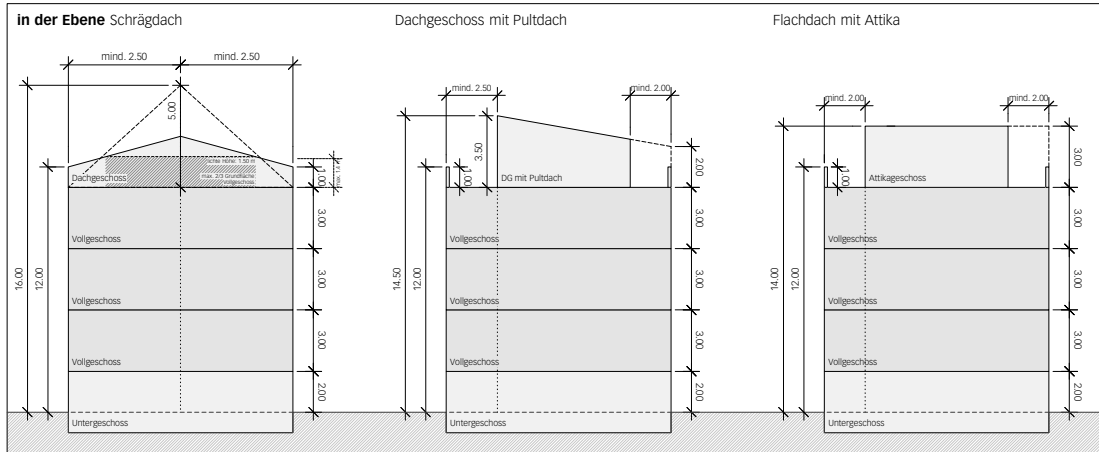 in der Ebene Schrägdach
mind. 2.50
mind. 2.50
5.00
16.00
12.00
lichte Höhe: 1.50 m
max. 2/3 Grundfläche
Vollgeschoss
Dachgeschoss
1.00
Vollgeschoss
3.00
Vollgeschoss
3.00
Vollgeschoss
3.00
2.00
Untergeschoss
Dachgeschoss mit Pultdach
mind. 2.50
mind. 2.00
14.50
12.00
3.50
1.00
2.00
DG mit Pultdach
Vollgeschoss
3.00
Vollgeschoss
3.00
Vollgeschoss
3.00
2.00
Untergeschoss
Flachdach mit Attika
mind. 2.00
mind. 2.00
14.00
12.00
1.00
3.00
Attikageschoss
Vollgeschoss
3.00
Vollgeschoss
3.00
Vollgeschoss
3.00
2.00
Untergeschoss